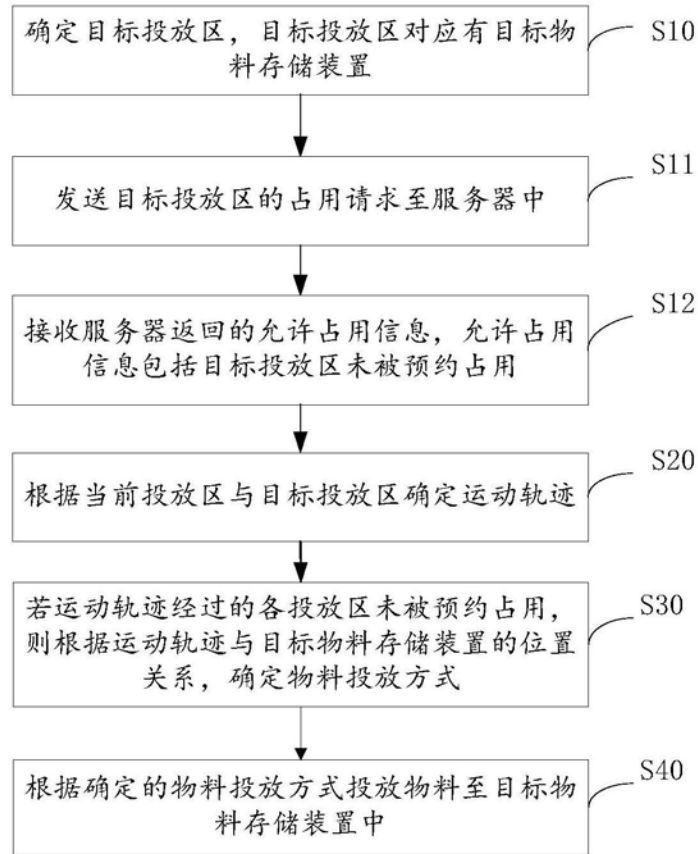 确定目标投放区，目标投放区对应有目标物
料存储装置
S10
发送目标投放区的占用请求至服务器中
S11
接收服务器返回的允许占用信息，允许占用
信息包括目标投放区未被预约占用
S12
根据当前投放区与目标投放区确定运动轨迹
S20
若运动轨迹经过的各投放区未被预约占用，
则根据运动轨迹与目标物料存储装置的位置
关系，确定物料投放方式
S30
根据确定的物料投放方式投放物料至目标物
料存储装置中
S40